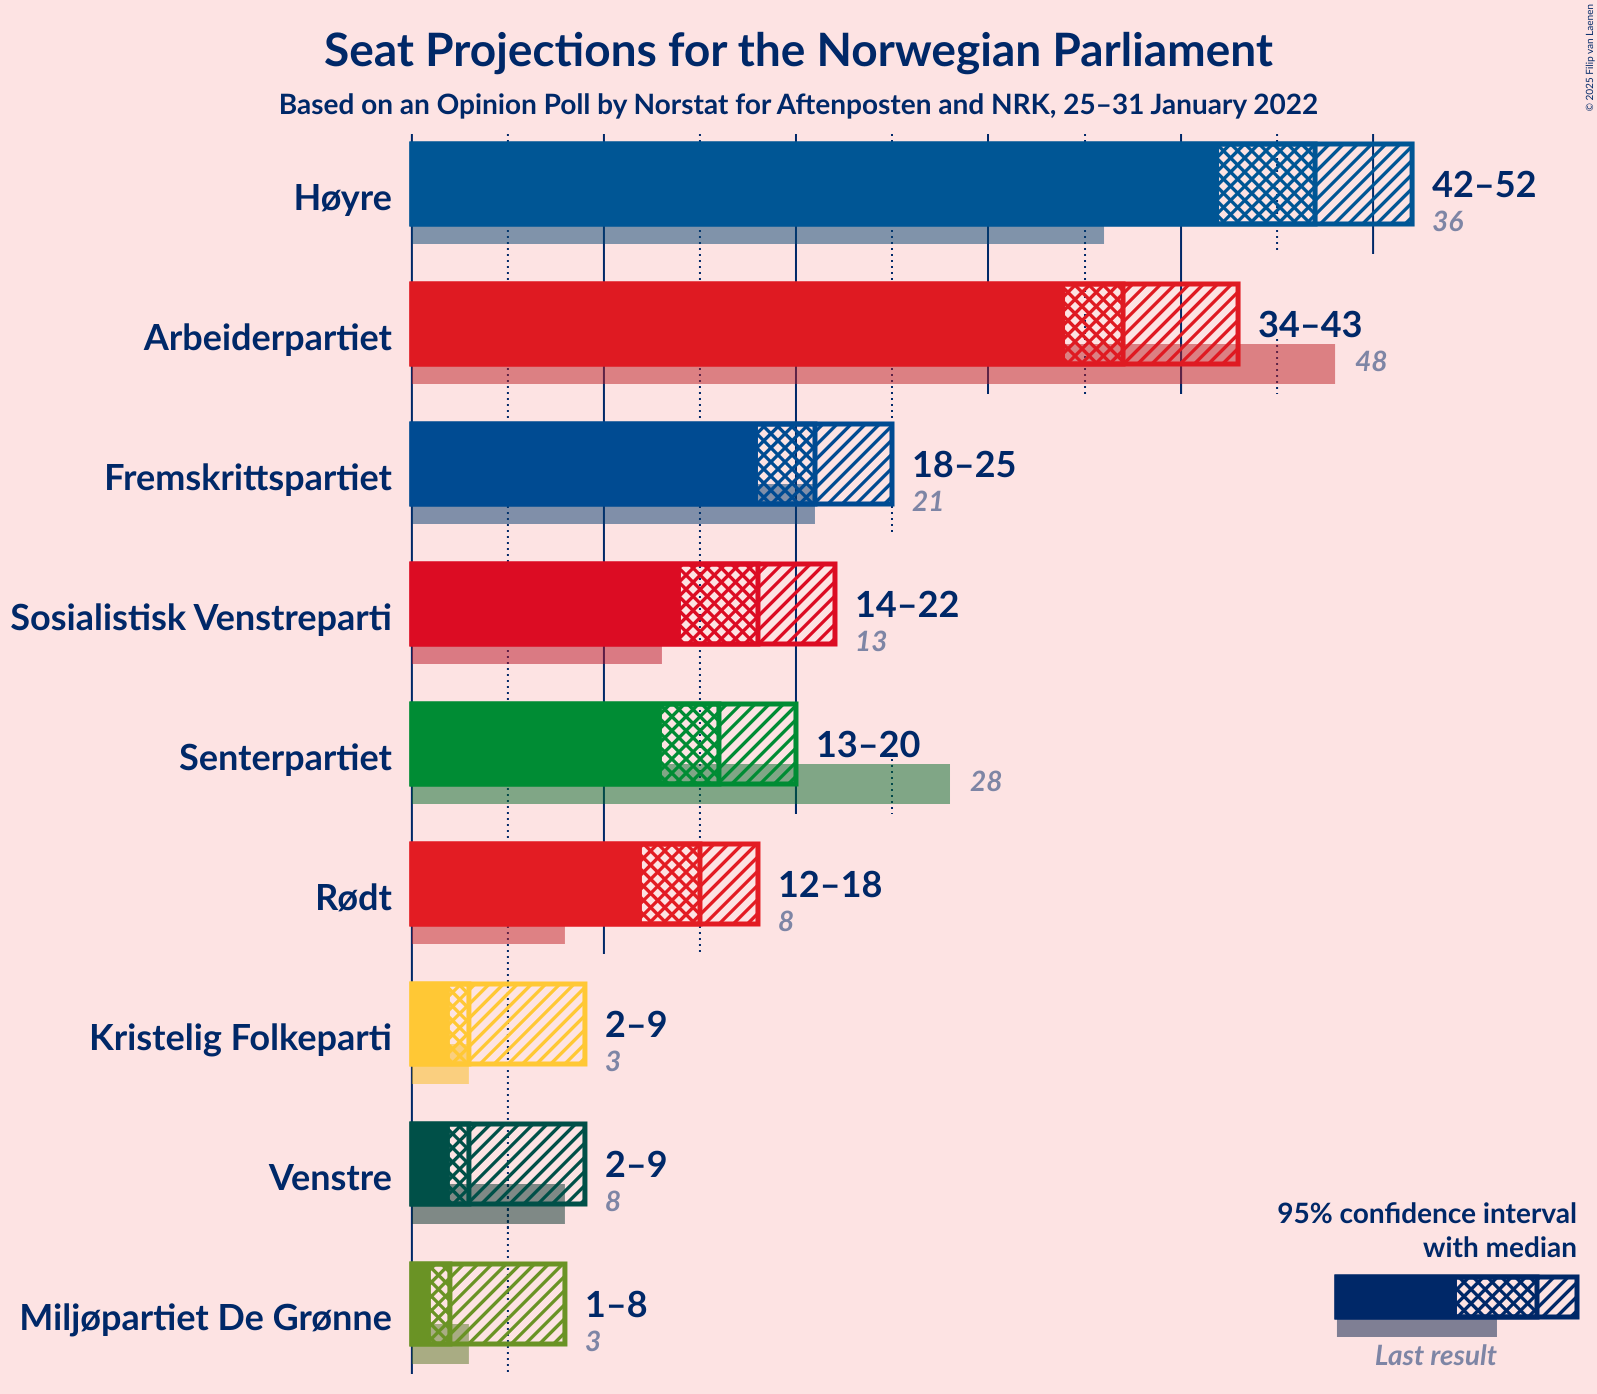 Seat Projections for the Norwegian Parliament
Based on an Opinion Poll by Norstat for Aftenposten and NRK, 25–31 January 2022
© 2025 Filip van Laenen
Høyre
42–52
36
Arbeiderpartiet
34–43
48
Fremskrittspartiet
18–25
21
Sosialistisk Venstreparti
14–22
13
Senterpartiet
13–20
28
Rødt
12–18
8
Kristelig Folkeparti
2–9
3
Venstre
2–9
8
Miljøpartiet De Grønne
1–8
3
95% confidence interval
with median
Last result